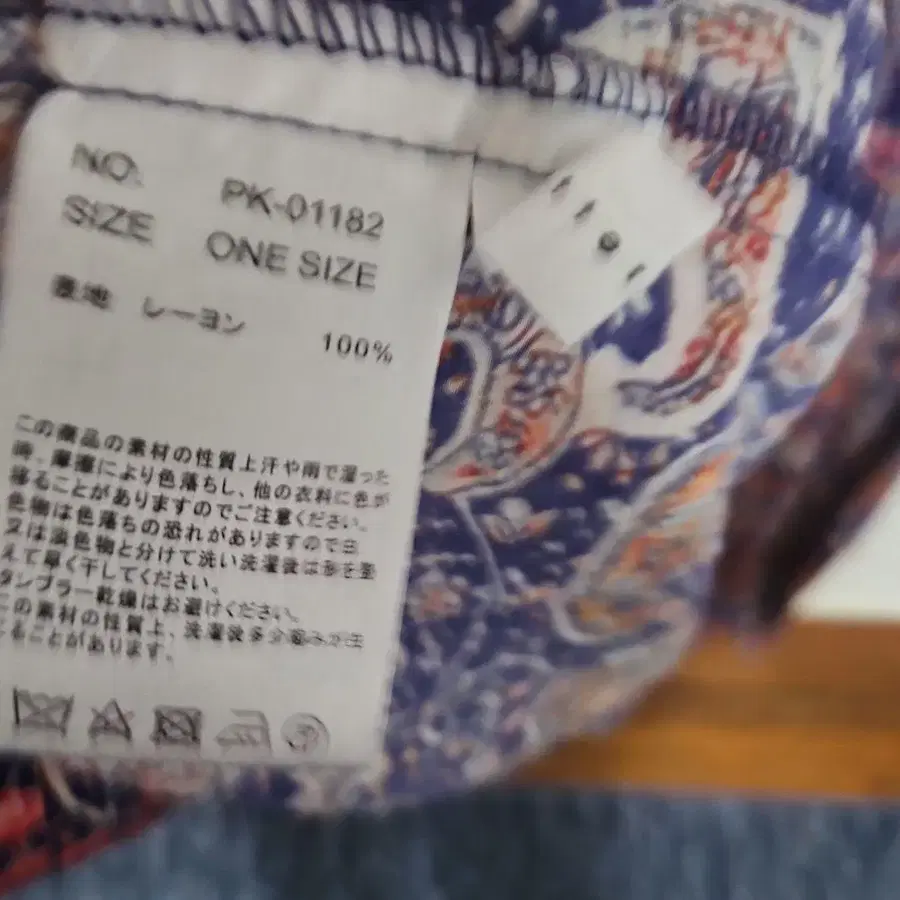 NO. PK-01182
SIZE ONE SIZE
表地 レーヨン 100%
この商品の素材の性質上汗や雨で湿った
時、摩擦により色落ちし、他の衣料に色が
移ることがありますのでご注意ください。
色物は色落ちの恐れがありますので白
又は淡色物と分けて洗い洗濯後は形を整
えて早く干してください。
タンブラー乾燥はお避けください。
この素材の性質上、洗濯後多少縮みが生
じることがあります。